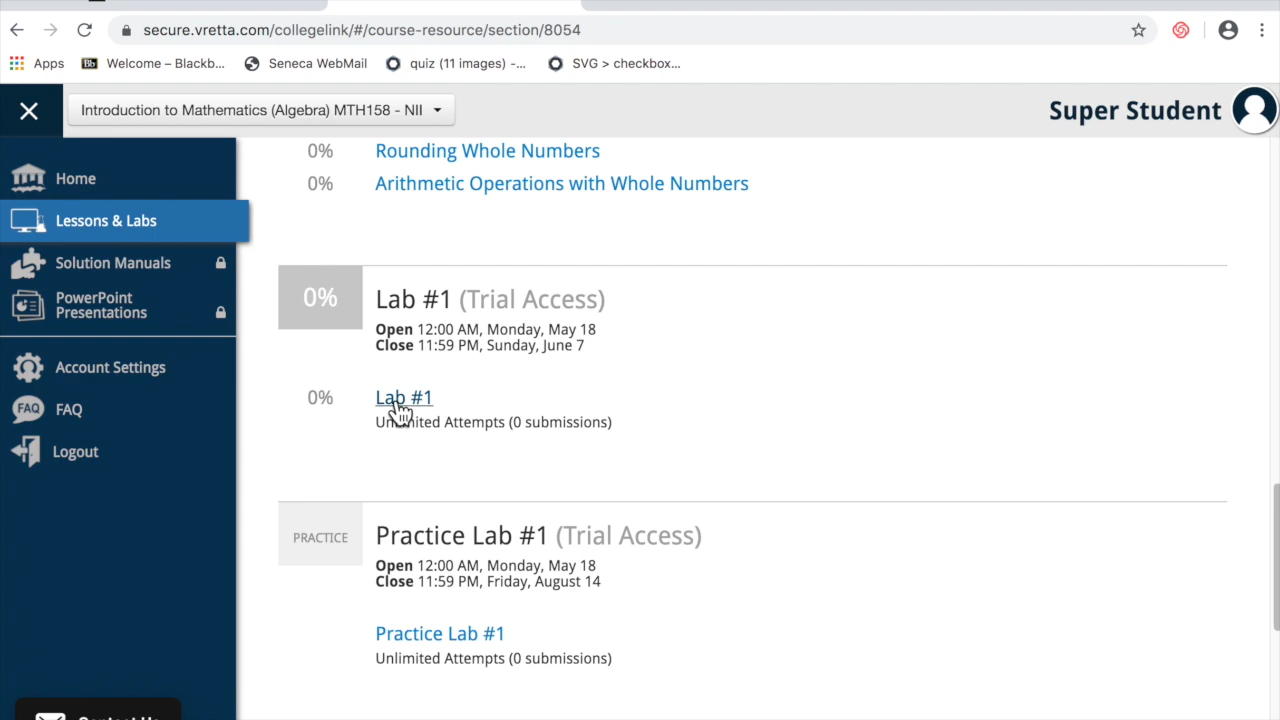 secure.vretta.com/collegelink/#/course-resource/section/8054
Apps
Bb
Welcome – Blackb...
Seneca WebMail
quiz (11 images) -...
SVG > checkbox...
Introduction to Mathematics (Algebra) MTH158 - NII
Super Student
Home
Lessons & Labs
Solution Manuals
PowerPoint
Presentations
Account Settings
FAQ
FAQ
Logout
0% Rounding Whole Numbers
0% Arithmetic Operations with Whole Numbers
0% Lab #1 (Trial Access)
Open 12:00 AM, Monday, May 18
Close 11:59 PM, Sunday, June 7
0% Lab #1
Unlimited Attempts (0 submissions)
PRACTICE Practice Lab #1 (Trial Access)
Open 12:00 AM, Monday, May 18
Close 11:59 PM, Friday, August 14
Practice Lab #1
Unlimited Attempts (0 submissions)
Contact Us